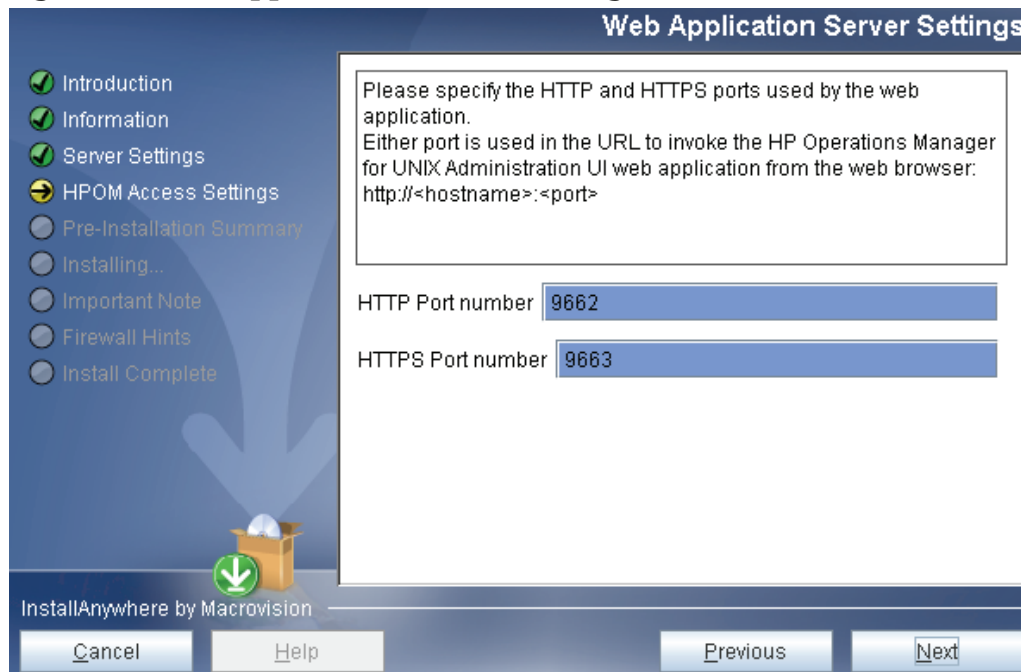 Web Application Server Settings
Introduction
Information
Server Settings
HPOM Access Settings
Pre-Installation Summary
Installing...
Important Note
Firewall Hints
Install Complete
Please specify the HTTP and HTTPS ports used by the web
application.
Either port is used in the URL to invoke the HP Operations Manager
for UNIX Administration UI web application from the web browser:
http://<hostname>:<port>
HTTP Port number 9662
HTTPS Port number 9663
InstallAnywhere by Macrovision
Cancel Help Previous Next